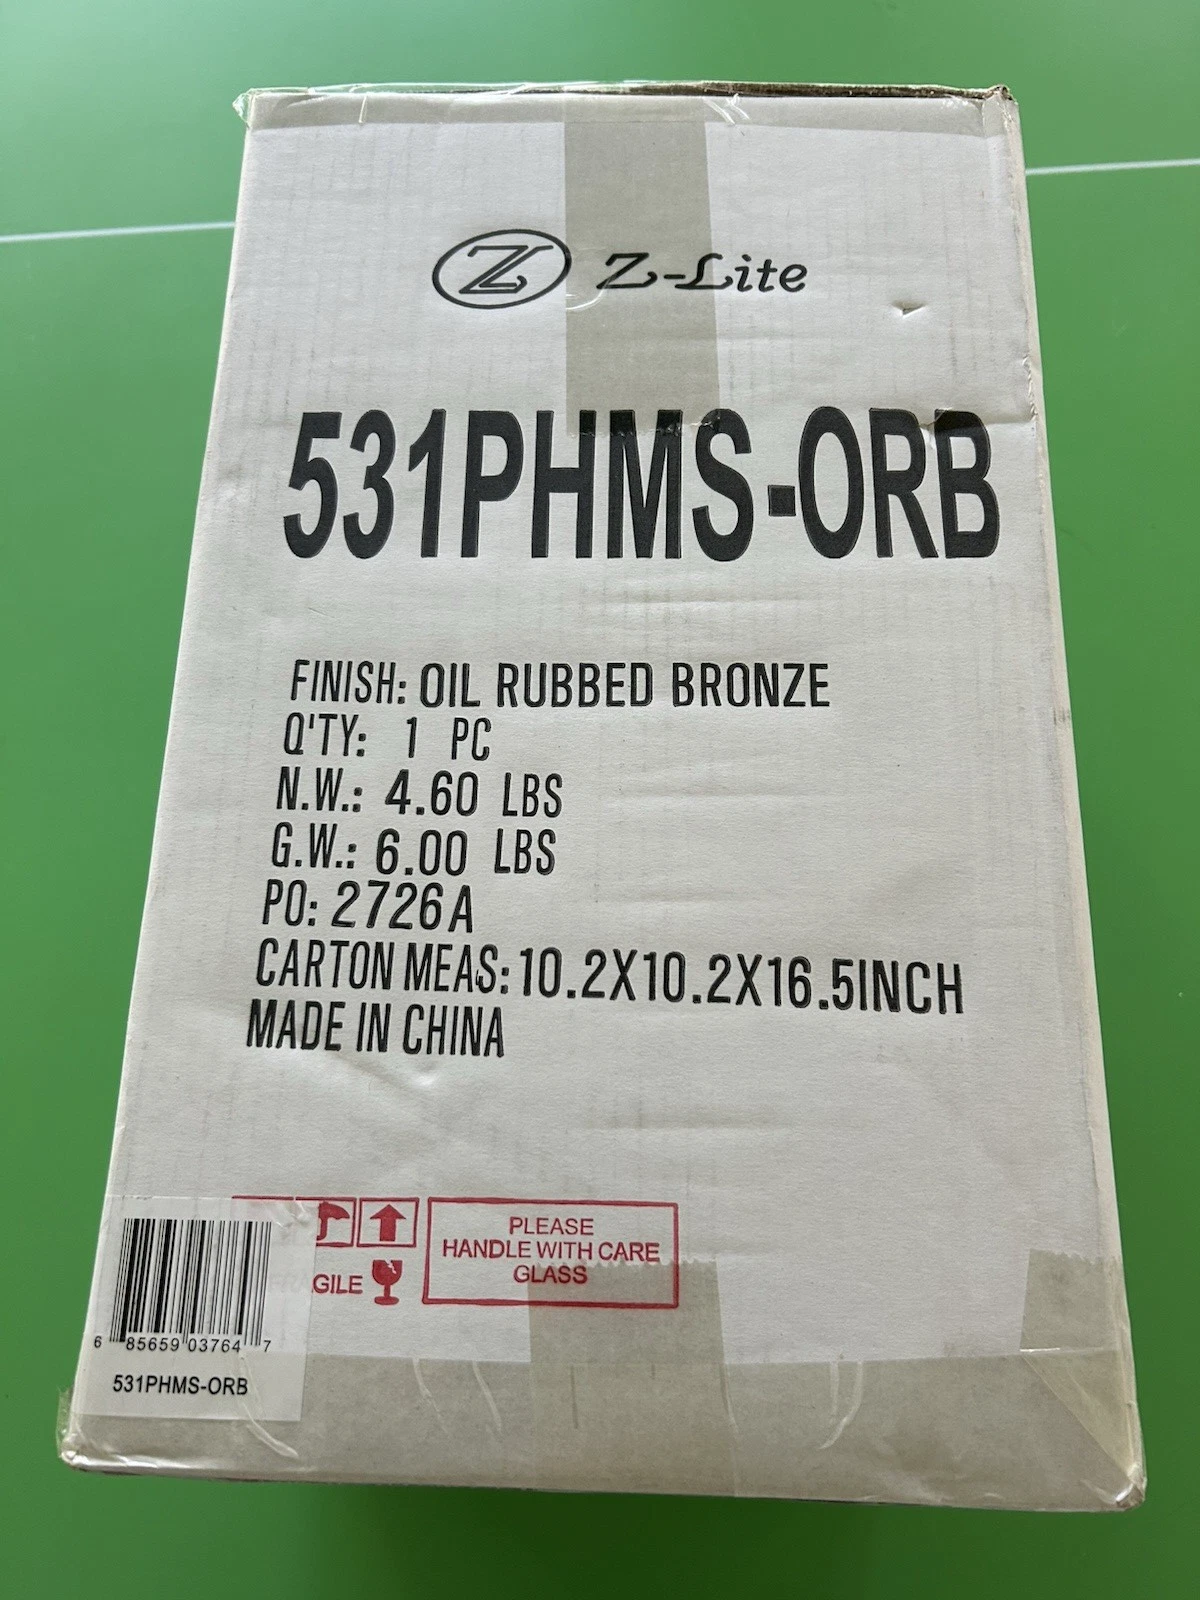 Z Z-Lite
531PHMS-ORB
FINISH: OIL RUBBED BRONZE
Q'TY: 1 PC
N.W.: 4.60 LBS
G.W.: 6.00 LBS
PO: 2726A
CARTON MEAS: 10.2X10.2X16.5INCH
MADE IN CHINA
PLEASE
HANDLE WITH CARE
GLASS
FRAGILE
6 85659 03764 7
531PHMS-ORB